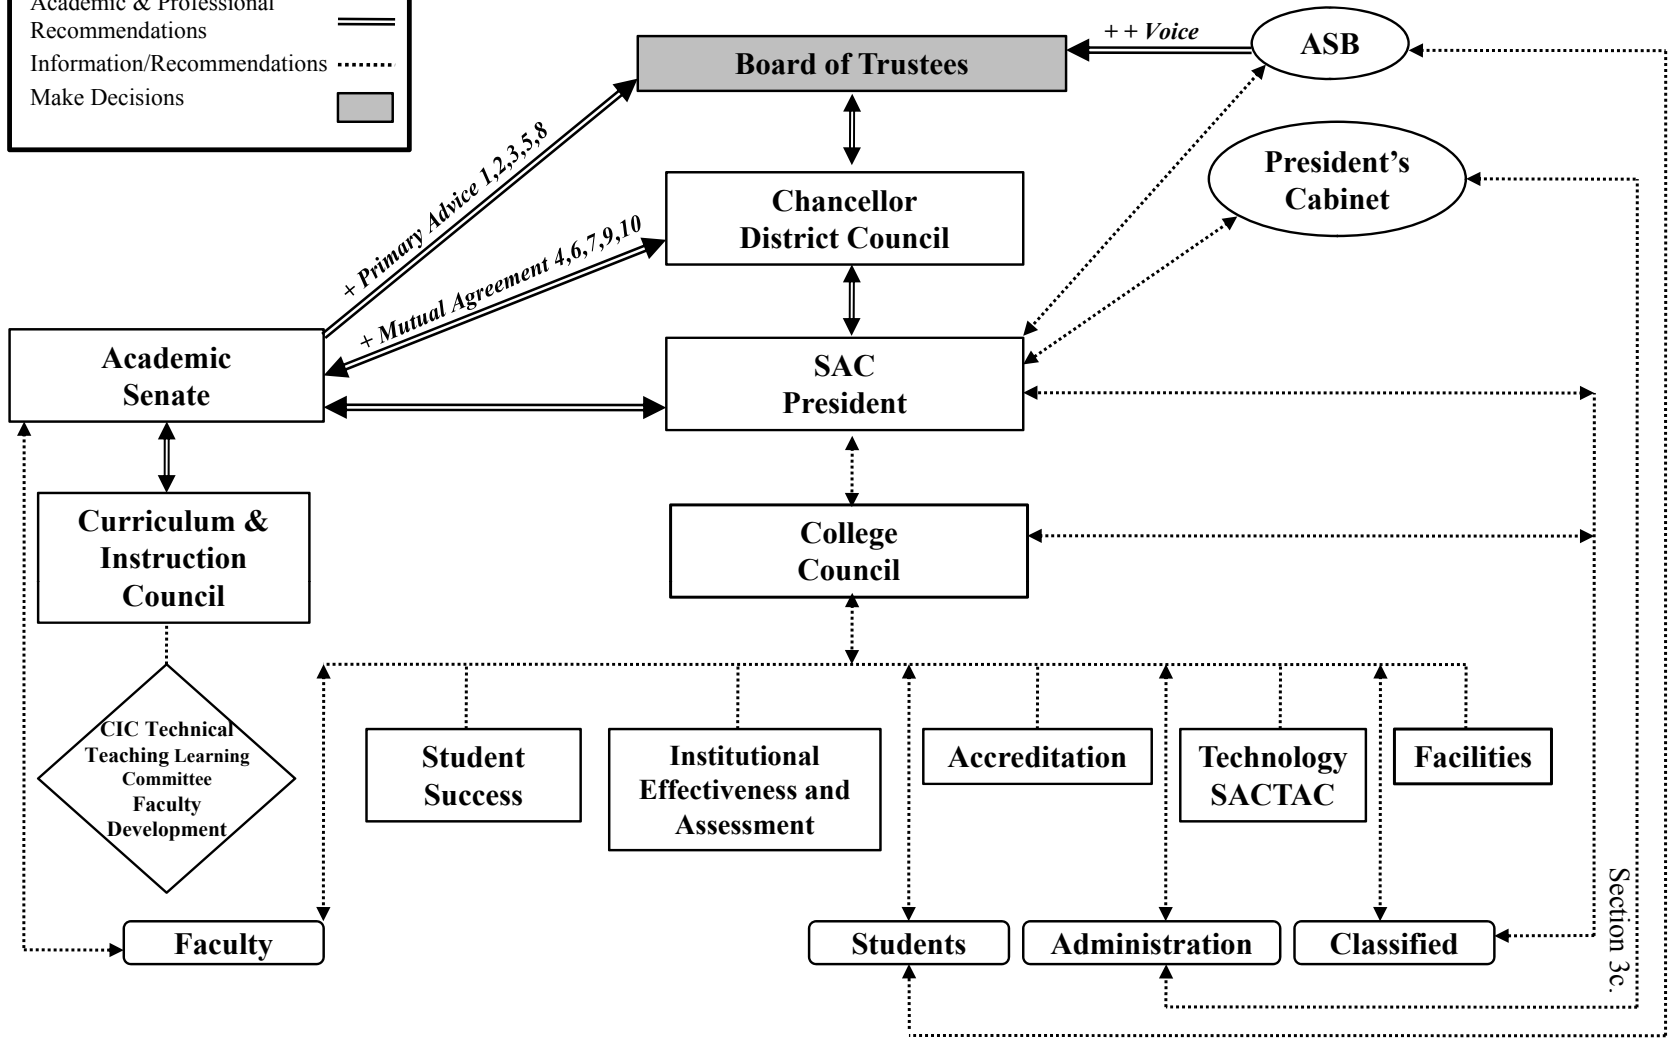 Academic & Professional
Recommendations
Information/Recommendations
Make Decisions
+ + Voice
ASB
Board of Trustees
President's
Cabinet
+ Primary Advice 1,2,3,5,8
Chancellor
District Council
+ Mutual Agreement 4,6,7,9,10
Academic
Senate
SAC
President
Curriculum &
Instruction
Council
College
Council
CIC Technical
Teaching Learning
Committee
Faculty
Development
Student
Success
Institutional
Effectiveness and
Assessment
Accreditation
Technology
SACTAC
Facilities
Section 3c.
Faculty
Students
Administration
Classified